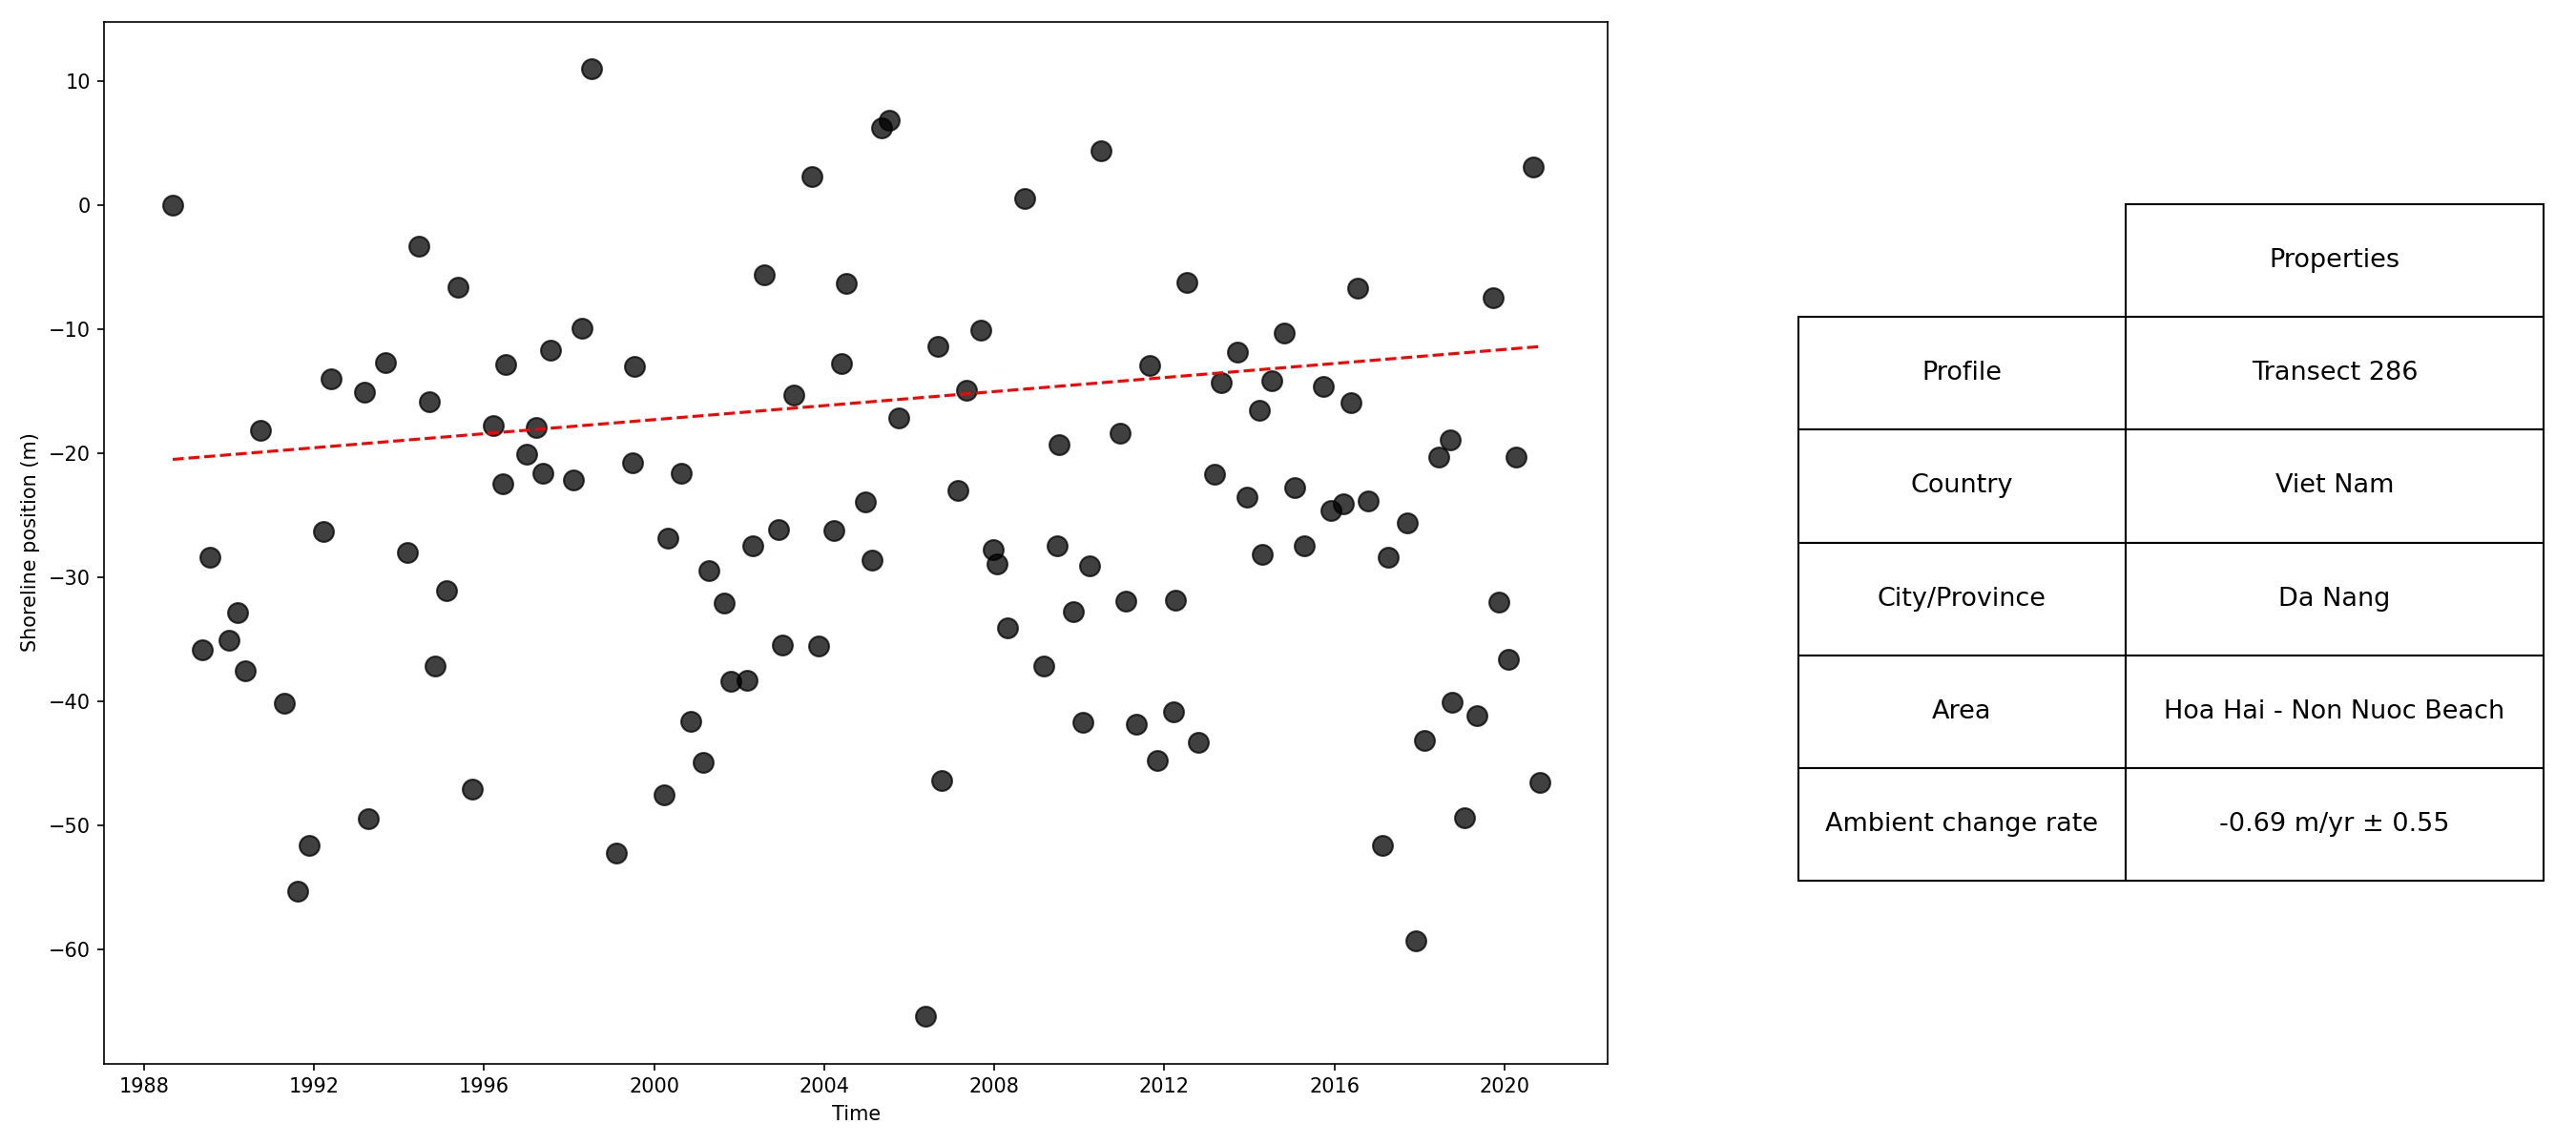 10
0
−10
−20
−30
−40
−50
−60
Shoreline position (m)
1988 1992 1996 2000 2004 2008 2012 2016 2020
Time
Properties
Profile Transect 286
Country Viet Nam
City/Province Da Nang
Area Hoa Hai - Non Nuoc Beach
Ambient change rate -0.69 m/yr ± 0.55